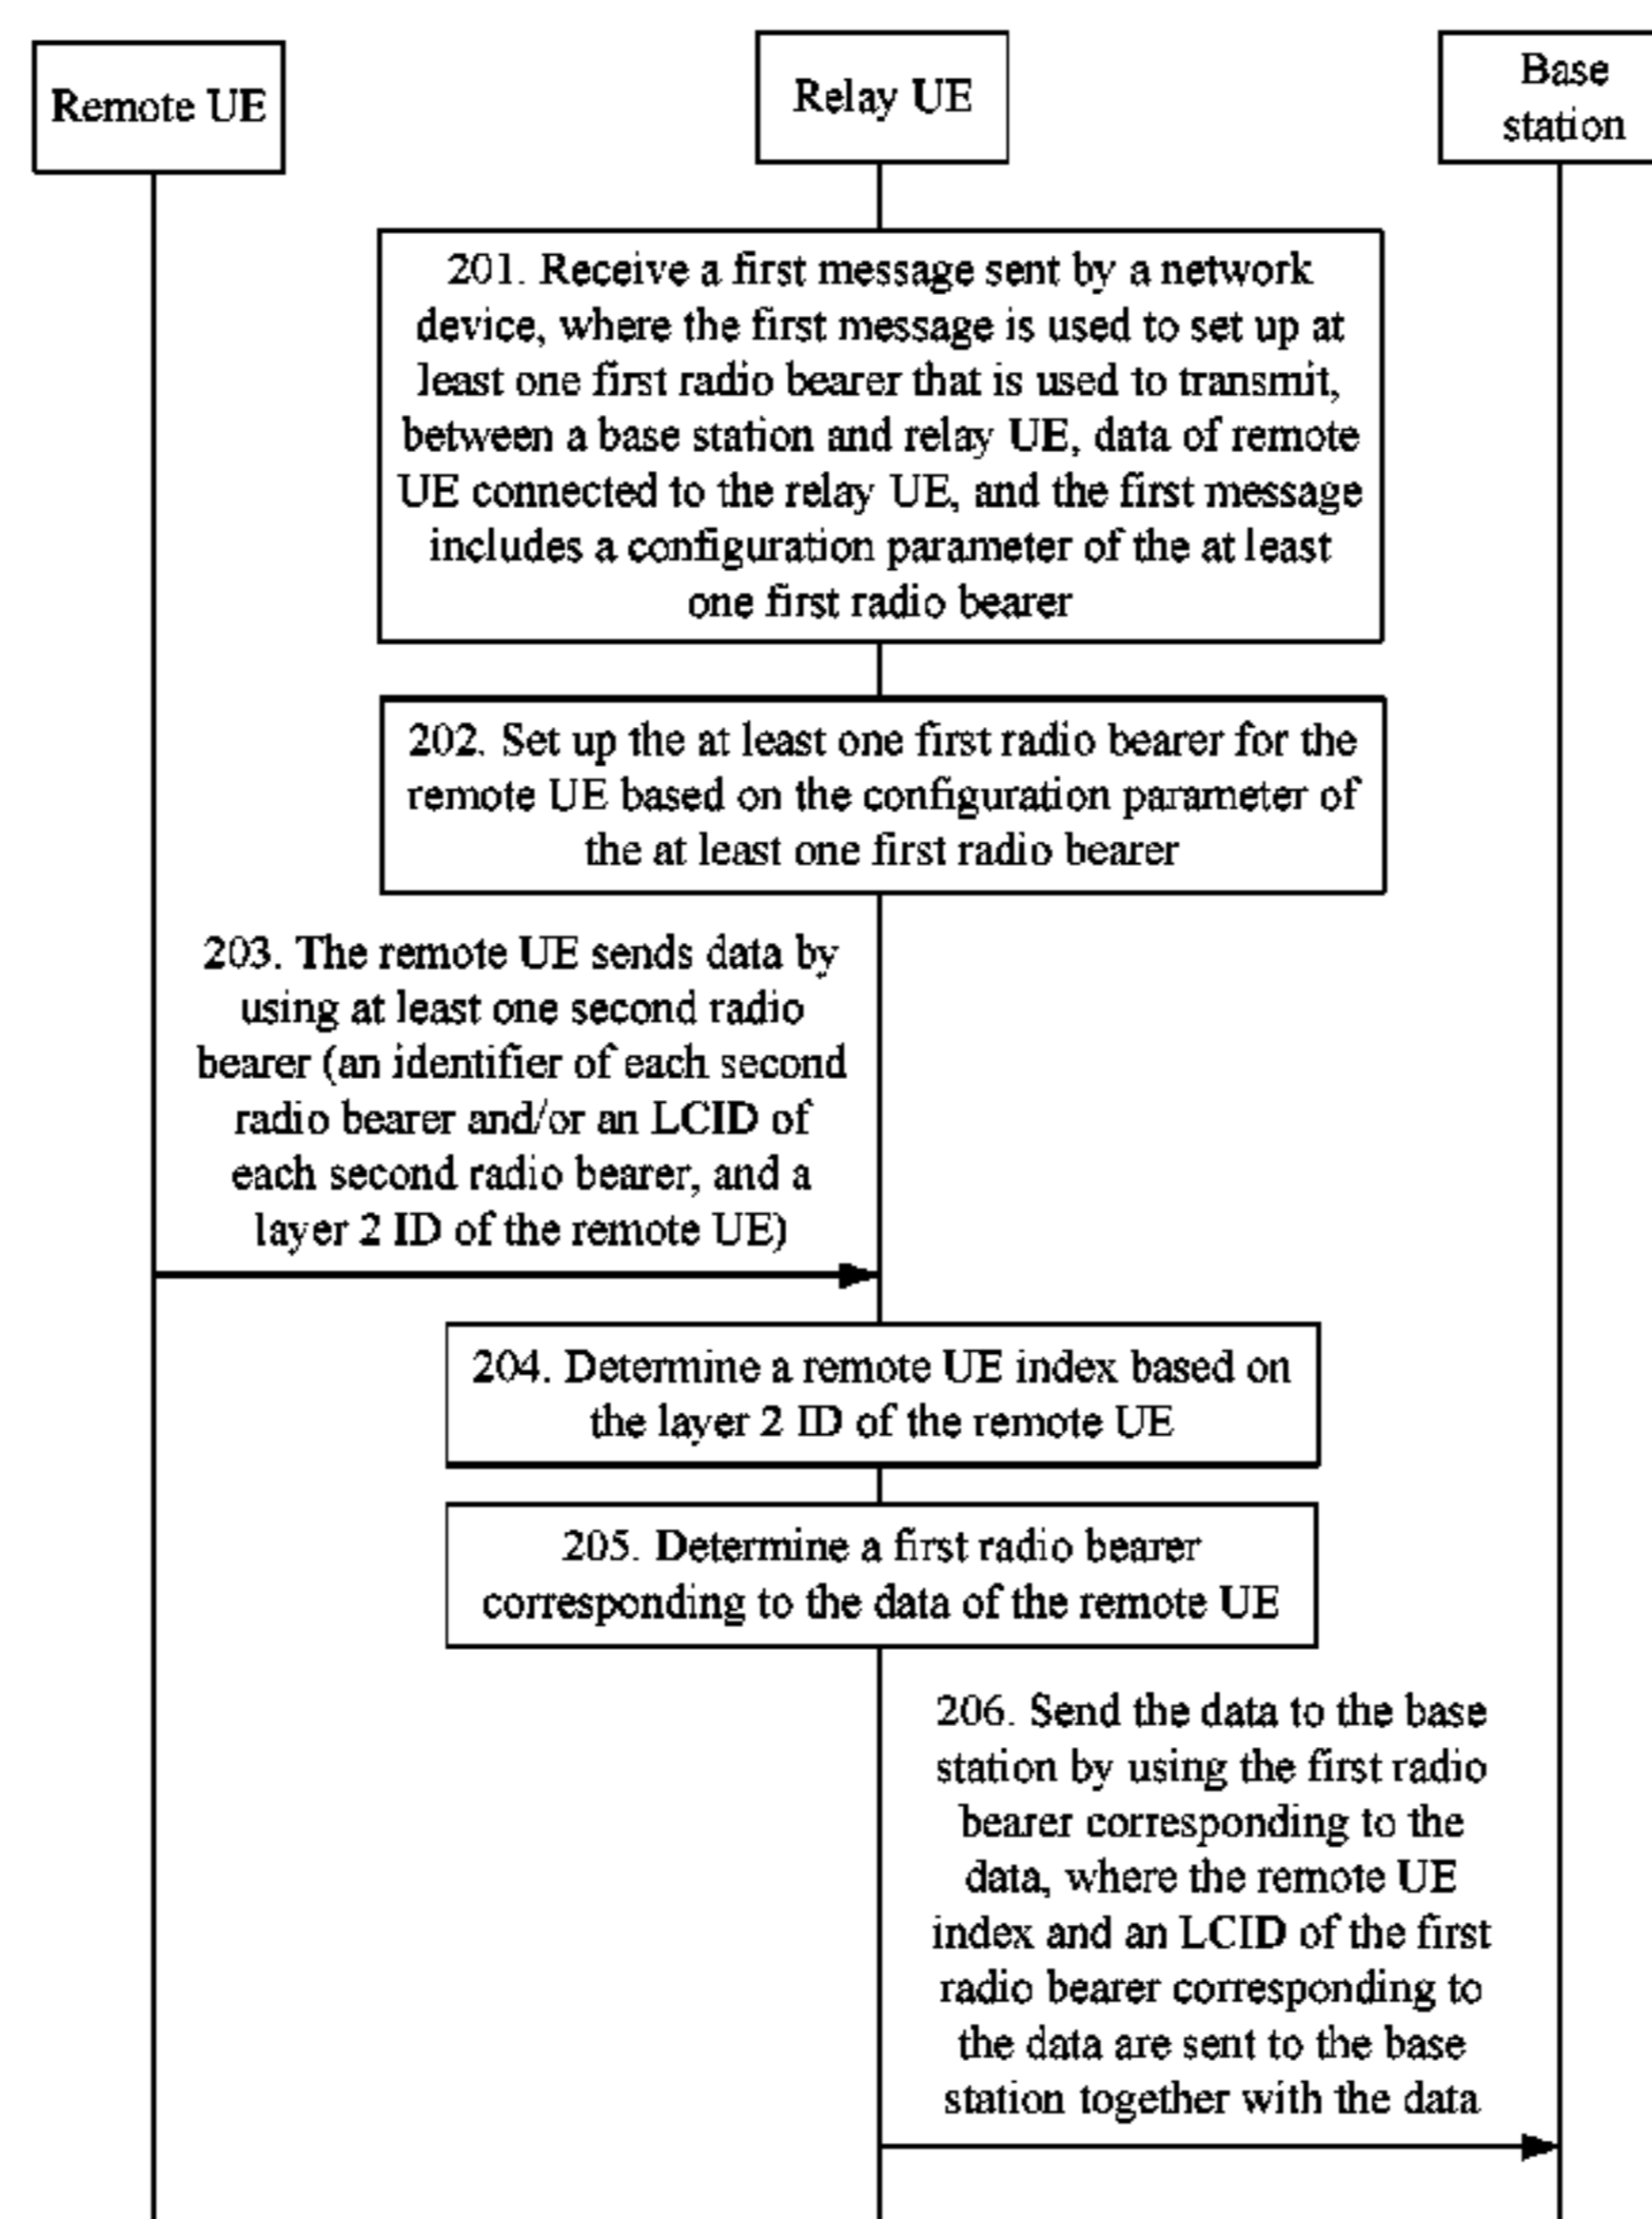 Remote UE
Relay UE
Base
station
201. Receive a first message sent by a network
device, where the first message is used to set up at
least one first radio bearer that is used to transmit,
between a base station and relay UE, data of remote
UE connected to the relay UE, and the first message
includes a configuration parameter of the at least
one first radio bearer
202. Set up the at least one first radio bearer for the
remote UE based on the configuration parameter of
the at least one first radio bearer
203. The remote UE sends data by
using at least one second radio
bearer (an identifier of each second
radio bearer and/or an LCID of
each second radio bearer, and a
layer 2 ID of the remote UE)
204. Determine a remote UE index based on
the layer 2 ID of the remote UE
205. Determine a first radio bearer
corresponding to the data of the remote UE
206. Send the data to the base
station by using the first radio
bearer corresponding to the
data, where the remote UE
index and an LCID of the first
radio bearer corresponding to
the data are sent to the base
station together with the data